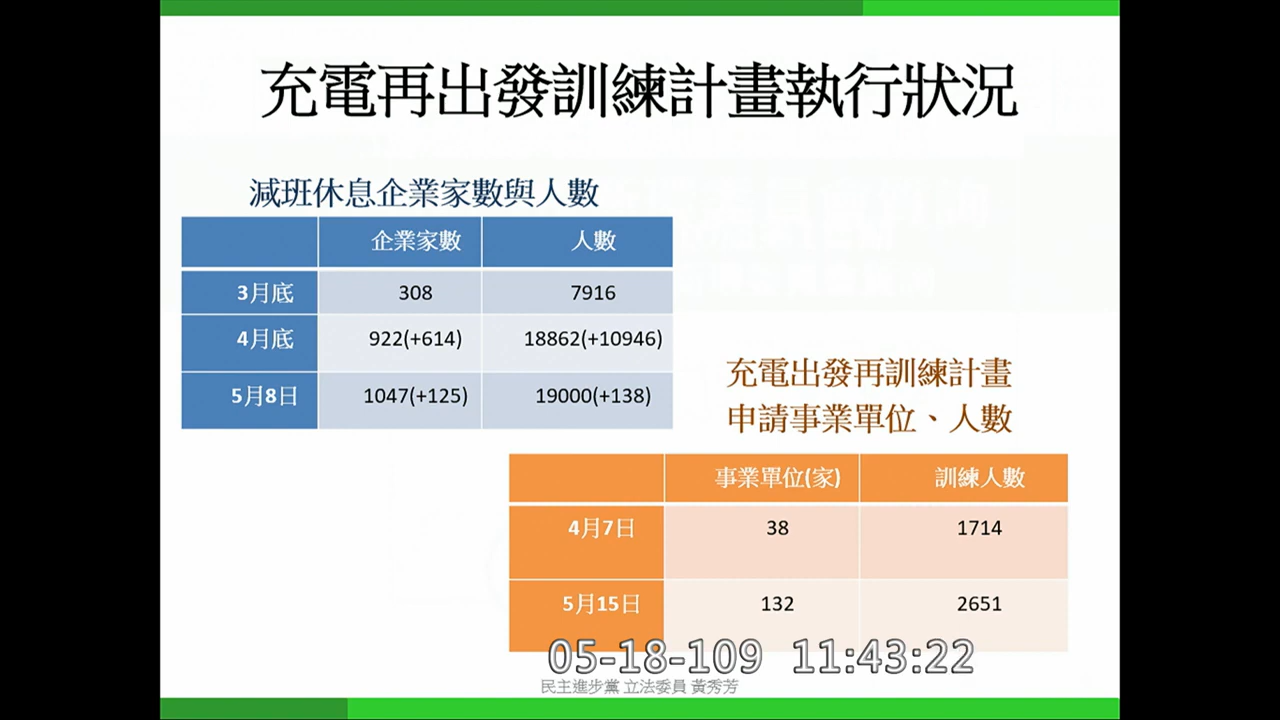 充電再出發訓練計畫執行狀況
減班休息企業家數與人數
企業家數 人數
3月底 308 7916
4月底 922(+614) 18862(+10946)
5月8日 1047(+125) 19000(+138)
充電出發再訓練計畫
申請事業單位、人數
事業單位(家) 訓練人數
4月7日 38 1714
5月15日 132 2651
05-18-109 11:43:22
民主進步黨 立法委員 黃秀芳